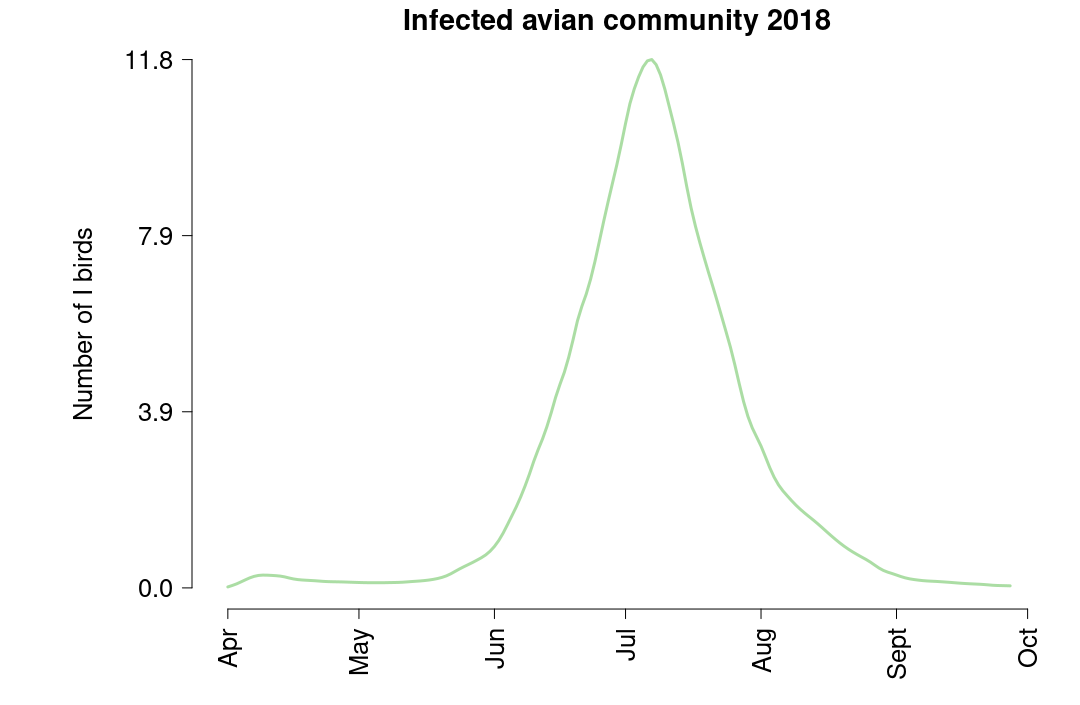 Infected avian community 2018
Number of I birds
11.8
7.9
3.9
0.0
Apr
May
Jun
Jul
Aug
Sept
Oct